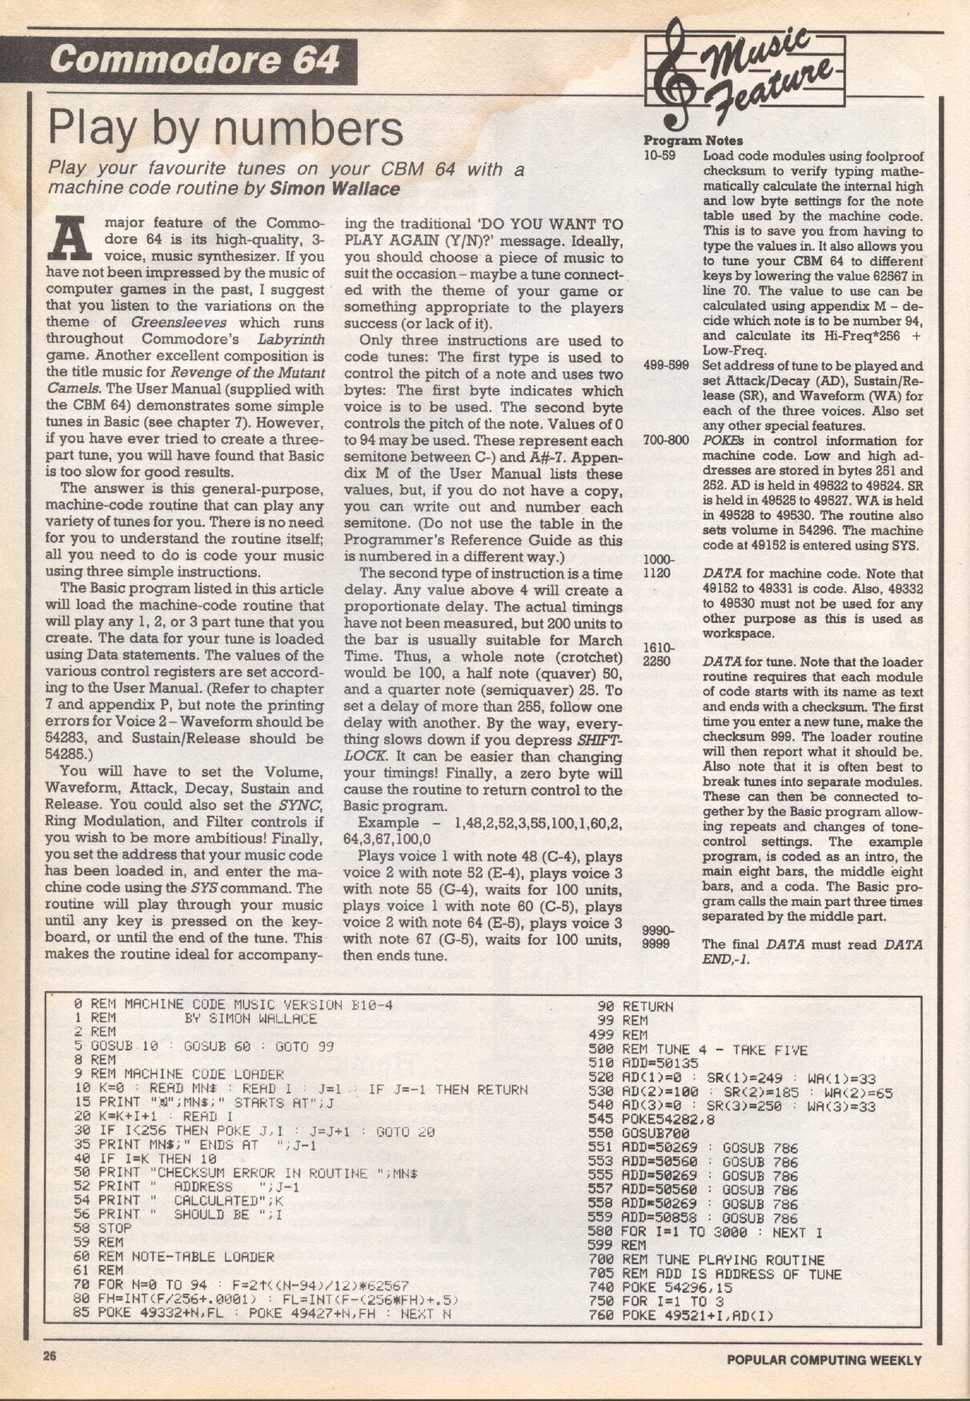 Commodore 64
Music
Feature
Play by numbers
Play your favourite tunes on your CBM 64 with a
machine code routine by Simon Wallace
A major feature of the Commo-
dore 64 is its high-quality, 3-
voice, music synthesizer. If you
have not been impressed by the music of
computer games in the past, I suggest
that you listen to the variations on the
theme of Greensleeves which runs
throughout Commodore's Labyrinth
game. Another excellent composition is
the title music for Revenge of the Mutant
Camels. The User Manual (supplied with
the CBM 64) demonstrates some simple
tunes in Basic (see chapter 7). However,
if you have ever tried to create a three-
part tune, you will have found that Basic
is too slow for good results.
The answer is this general-purpose,
machine-code routine that can play any
variety of tunes for you. There is no need
for you to understand the routine itself;
all you need to do is code your music
using three simple instructions.
The Basic program listed in this article
will load the machine-code routine that
will play any 1, 2, or 3 part tune that you
create. The data for your tune is loaded
using Data statements. The values of the
various control registers are set accord-
ing to the User Manual. (Refer to chapter
7 and appendix P, but note the printing
errors for Voice 2 – Waveform should be
54283, and Sustain/Release should be
54285.)
You will have to set the Volume,
Waveform, Attack, Decay, Sustain and
Release. You could also set the SYNC,
Ring Modulation, and Filter controls if
you wish to be more ambitious! Finally,
you set the address that your music code
has been loaded in, and enter the ma-
chine code using the SYS command. The
routine will play through your music
until any key is pressed on the key-
board, or until the end of the tune. This
makes the routine ideal for accompany-
ing the traditional 'DO YOU WANT TO
PLAY AGAIN (Y/N)?' message. Ideally,
you should choose a piece of music to
suit the occasion – maybe a tune connect-
ed with the theme of your game or
something appropriate to the players
success (or lack of it).
Only three instructions are used to
code tunes: The first type is used to
control the pitch of a note and uses two
bytes: The first byte indicates which
voice is to be used. The second byte
controls the pitch of the note. Values of 0
to 94 may be used. These represent each
semitone between C-) and A#-7. Appen-
dix M of the User Manual lists these
values, but, if you do not have a copy,
you can write out and number each
semitone. (Do not use the table in the
Programmer's Reference Guide as this
is numbered in a different way.)
The second type of instruction is a time
delay. Any value above 4 will create a
proportionate delay. The actual timings
have not been measured, but 200 units to
the bar is usually suitable for March
Time. Thus, a whole note (crotchet)
would be 100, a half note (quaver) 50,
and a quarter note (semiquaver) 25. To
set a delay of more than 255, follow one
delay with another. By the way, every-
thing slows down if you depress SHIFT-
LOCK. It can be easier than changing
your timings! Finally, a zero byte will
cause the routine to return control to the
Basic program.
Example – 1,48,2,52,3,55,100,1,60,2,
64,3,67,100,0
Plays voice 1 with note 48 (C-4), plays
voice 2 with note 52 (E-4), plays voice 3
with note 55 (G-4), waits for 100 units,
plays voice 1 with note 60 (C-5), plays
voice 2 with note 64 (E-5), plays voice 3
with note 67 (G-5), waits for 100 units,
then ends tune.
Program Notes
10-59 Load code modules using foolproof
checksum to verify typing mathe-
matically calculate the internal high
and low byte settings for the note
table used by the machine code.
This is to save you from having to
type the values in. It also allows you
to tune your CBM 64 to different
keys by lowering the value 62567 in
line 70. The value to use can be
calculated using appendix M – de-
cide which note is to be number 94,
and calculate its Hi-Freq*256 +
Low-Freq.
499-599 Set address of tune to be played and
set Attack/Decay (AD), Sustain/Re-
lease (SR), and Waveform (WA) for
each of the three voices. Also set
any other special features.
700-800 POKEs in control information for
machine code. Low and high ad-
dresses are stored in bytes 251 and
252. AD is held in 49522 to 49524. SR
is held in 49525 to 49527. WA is held
in 49528 to 49530. The routine also
sets volume in 54296. The machine
code at 49152 is entered using SYS.
1000-
1120 DATA for machine code. Note that
49152 to 49331 is code. Also, 49332
to 49530 must not be used for any
other purpose as this is used as
workspace.
1610-
2250 DATA for tune. Note that the loader
routine requires that each module
of code starts with its name as text
and ends with a checksum. The first
time you enter a new tune, make the
checksum 999. The loader routine
will then report what it should be.
Also note that it is often best to
break tunes into separate modules.
These can then be connected to-
gether by the Basic program allow-
ing repeats and changes of tone-
control settings. The example
program, is coded as an intro, the
main eight bars, the middle eight
bars, and a coda. The Basic pro-
gram calls the main part three times
separated by the middle part.
9990-
9999 The final DATA must read DATA
END,-1.
0 REM MACHINE CODE MUSIC VERSION B10-4
1 REM BY SIMON WALLACE
2 REM
5 GOSUB 10 : GOSUB 60 : GOTO 99
8 REM
9 REM MACHINE CODE LOADER
10 K=0 : READ MN$ : READ I : J=1 : IF J=-1 THEN RETURN
15 PRINT "";MN$;" STARTS AT";J
20 K=K+I+1 : READ I
30 IF I<256 THEN POKE J,I : J=J+1 : GOTO 20
35 PRINT MN$;" ENDS AT ";J-1
40 IF I=K THEN 10
50 PRINT "CHECKSUM ERROR IN ROUTINE ";MN$
52 PRINT " ADDRESS ";J-1
54 PRINT " CALCULATED";K
56 PRINT " SHOULD BE ";I
58 STOP
59 REM
60 REM NOTE-TABLE LOADER
61 REM
70 FOR N=0 TO 94 : F=2↑((N-94)/12)*62567
80 FH=INT(F/256+.0001) : FL=INT(F-(256*FH)+.5)
85 POKE 49332+N,FL : POKE 49427+N,FH : NEXT N
90 RETURN
99 REM
499 REM
500 REM TUNE 4 - TAKE FIVE
510 ADD=50135
520 AD(1)=0 : SR(1)=249 : WA(1)=33
530 AD(2)=100 : SR(2)=185 : WA(2)=65
540 AD(3)=0 : SR(3)=250 : WA(3)=33
545 POKE54282,8
550 GOSUB700
551 ADD=50269 : GOSUB 786
553 ADD=50560 : GOSUB 786
555 ADD=50269 : GOSUB 786
557 ADD=50560 : GOSUB 786
558 ADD=50269 : GOSUB 786
559 ADD=50858 : GOSUB 786
580 FOR I=1 TO 3000 : NEXT I
599 REM
700 REM TUNE PLAYING ROUTINE
705 REM ADD IS ADDRESS OF TUNE
740 POKE 54296,15
750 FOR I=1 TO 3
760 POKE 49521+I,AD(I)
26
POPULAR COMPUTING WEEKLY